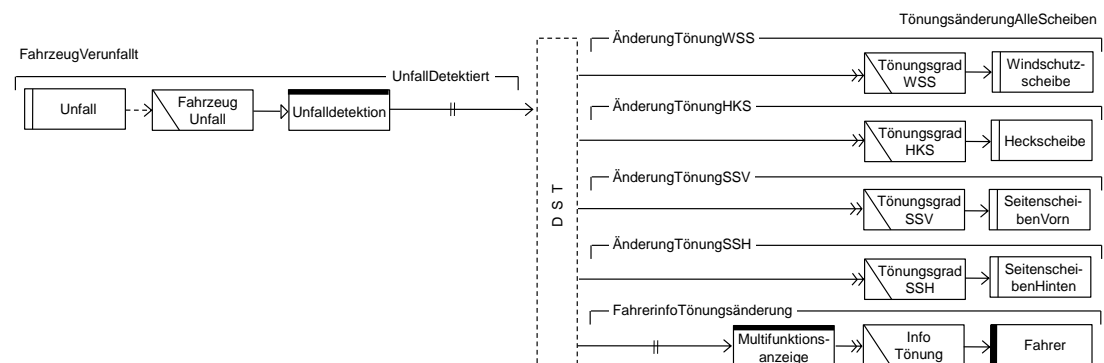 TönungsänderungAlleScheiben
ÄnderungTönungWSS
FahrzeugVerunfallt
UnfallDetektiert
Unfall
Fahrzeug
Unfall
Unfalldetektion
DST
Tönungsgrad
WSS
Windschutz-
scheibe
ÄnderungTönungHKS
Tönungsgrad
HKS
Heckscheibe
ÄnderungTönungSSV
Tönungsgrad
SSV
Seitenschei-
benVorn
ÄnderungTönungSSH
Tönungsgrad
SSH
Seitenschei-
benHinten
FahrerinfoTönungsänderung
Multifunktions-
anzeige
Info
Tönung
Fahrer